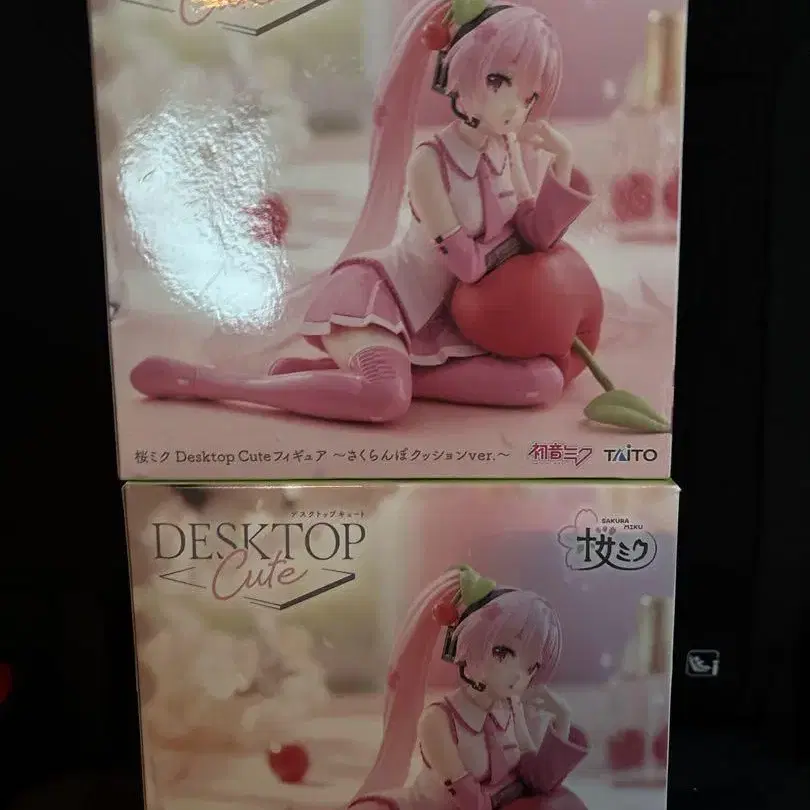 Cute
桜ミク Desktop Cuteフィギュア ～さくらんぼクッションver.～
初音ミク TAITO
デスクトップキュート
DESKTOP
Cute
SAKURA
MIKU
桜ミク